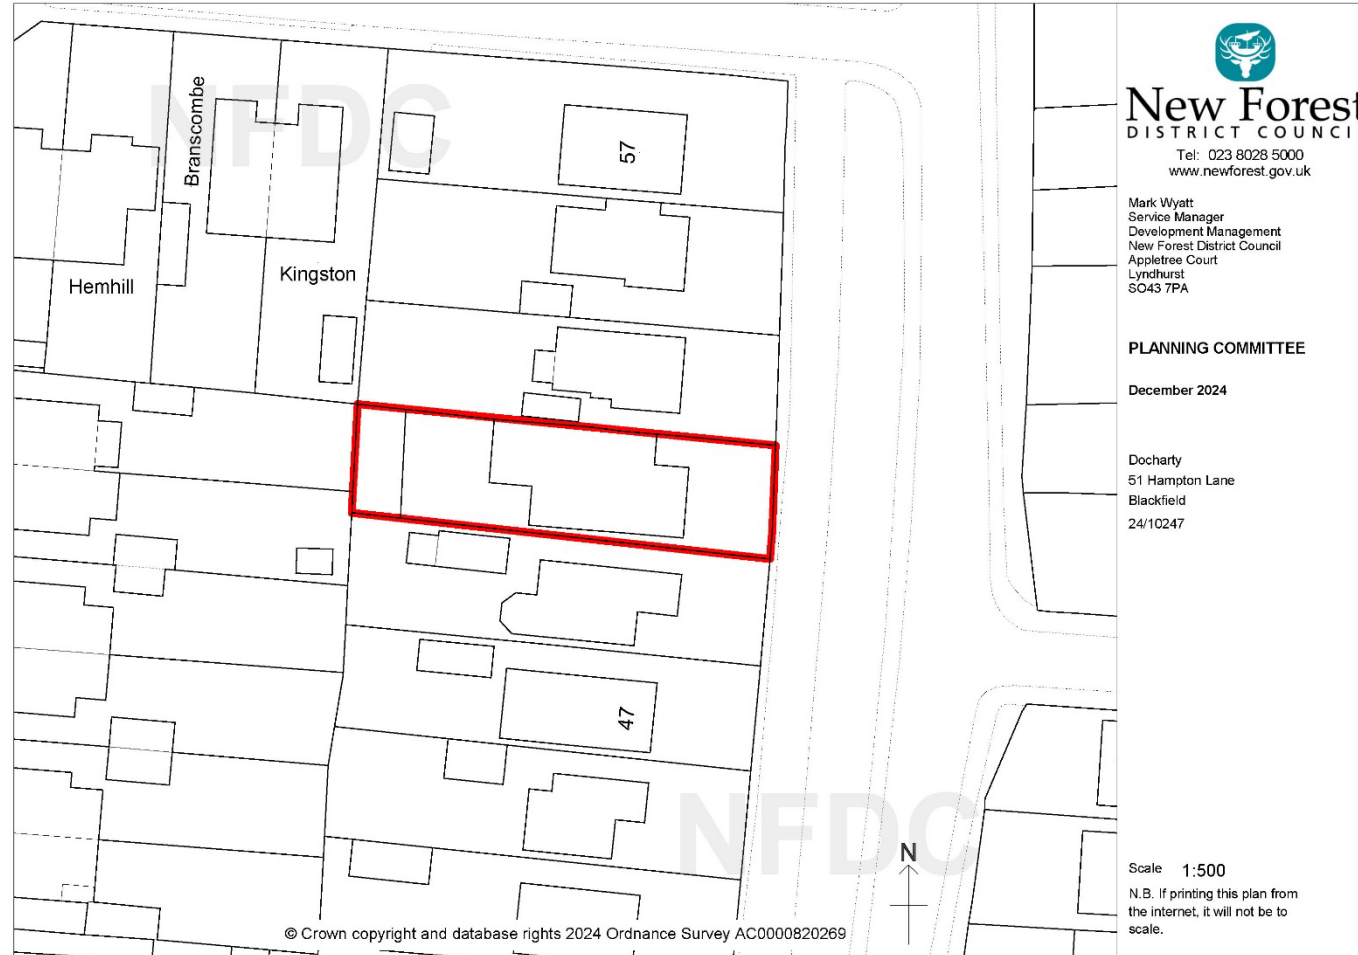 NFDC
Branscombe
57
Kingston
Hemhill
47
NFDC
N
© Crown copyright and database rights 2024 Ordnance Survey AC0000820269
New Forest
DISTRICT COUNCI
Tel: 023 8028 5000
www.newforest.gov.uk
Mark Wyatt
Service Manager
Development Management
New Forest District Council
Appletree Court
Lyndhurst
SO43 7PA
PLANNING COMMITTEE
December 2024
Docharty
51 Hampton Lane
Blackfield
24/10247
Scale 1:500
N.B. If printing this plan from
the internet, it will not be to
scale.